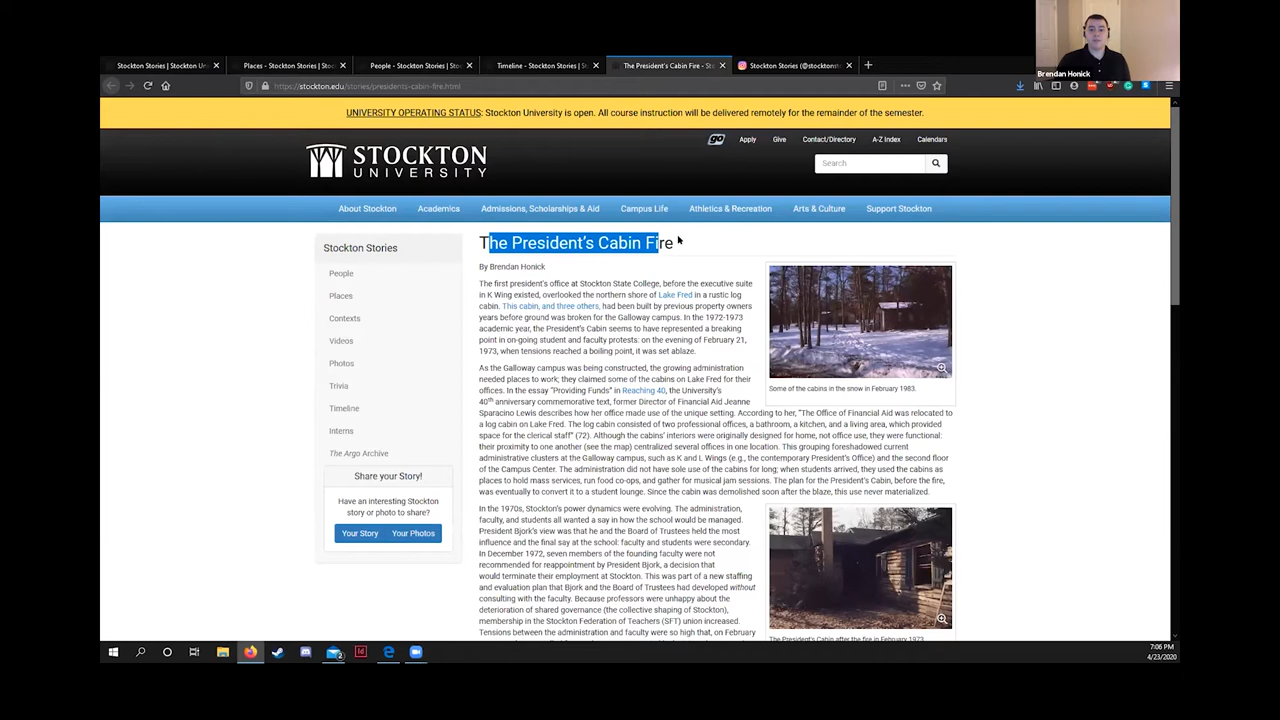 Brendan Honick
Stockton Stories | Stockton Un
Places - Stockton Stories | Stoc
People - Stockton Stories | Stoc
Timeline - Stockton Stories | S
The President's Cabin Fire - St
Stockton Stories (@stocktonst
https://stockton.edu/stories/presidents-cabin-fire.html
UNIVERSITY OPERATING STATUS: Stockton University is open. All course instruction will be delivered remotely for the remainder of the semester.
go
Apply
Give
Contact/Directory
A-Z Index
Calendars
STOCKTON
UNIVERSITY
Search
About Stockton
Academics
Admissions, Scholarships & Aid
Campus Life
Athletics & Recreation
Arts & Culture
Support Stockton
Stockton Stories
People
Places
Contexts
Videos
Photos
Trivia
Timeline
Interns
The Argo Archive
Share your Story!
Have an interesting Stockton
story or photo to share?
Your Story
Your Photos
The President's Cabin Fire
By Brendan Honick
The first president's office at Stockton State College, before the executive suite
in K Wing existed, overlooked the northern shore of Lake Fred in a rustic log
cabin. This cabin, and three others, had been built by previous property owners
years before ground was broken for the Galloway campus. In the 1972-1973
academic year, the President's Cabin seems to have represented a breaking
point in on-going student and faculty protests: on the evening of February 21,
1973, when tensions reached a boiling point, it was set ablaze.
Some of the cabins in the snow in February 1983.
As the Galloway campus was being constructed, the growing administration
needed places to work; they claimed some of the cabins on Lake Fred for their
offices. In the essay "Providing Funds" in Reaching 40, the University's
40th anniversary commemorative text, former Director of Financial Aid Jeanne
Sparacino Lewis describes how her office made use of the unique setting. According to her, "The Office of Financial Aid was relocated
to a log cabin on Lake Fred. The log cabin consisted of two professional offices, a bathroom, a kitchen, and a living area, which provided
space for the clerical staff" (72). Although the cabins' interiors were originally designed for home, not office use, they were functional:
their proximity to one another (see the map) centralized several offices in one location. This grouping foreshadowed current
administrative clusters at the Galloway campus, such as K and L Wings (e.g., the contemporary President's Office) and the second floor
of the Campus Center. The administration did not have sole use of the cabins for long; when students arrived, they used the cabins as
places to hold mass services, run food co-ops, and gather for musical jam sessions. The plan for the President's Cabin, before the fire,
was eventually to convert it to a student lounge. Since the cabin was demolished soon after the blaze, this use never materialized.
In the 1970s, Stockton's power dynamics were evolving. The administration,
faculty, and students all wanted a say in how the school would be managed.
President Bjork's view was that he and the Board of Trustees held the most
influence and the final say at the school: faculty and students were secondary.
In December 1972, seven members of the founding faculty were not
recommended for reappointment by President Bjork, a decision that
would terminate their employment at Stockton. This was part of a new staffing
and evaluation plan that Bjork and the Board of Trustees had developed without
consulting with the faculty. Because professors were unhappy about the
deterioration of shared governance (the collective shaping of Stockton),
membership in the Stockton Federation of Teachers (SFT) union increased.
Tensions between the administration and faculty were so high that, on February
The President's Cabin after the fire in February 1973.
7:06 PM
4/23/2020